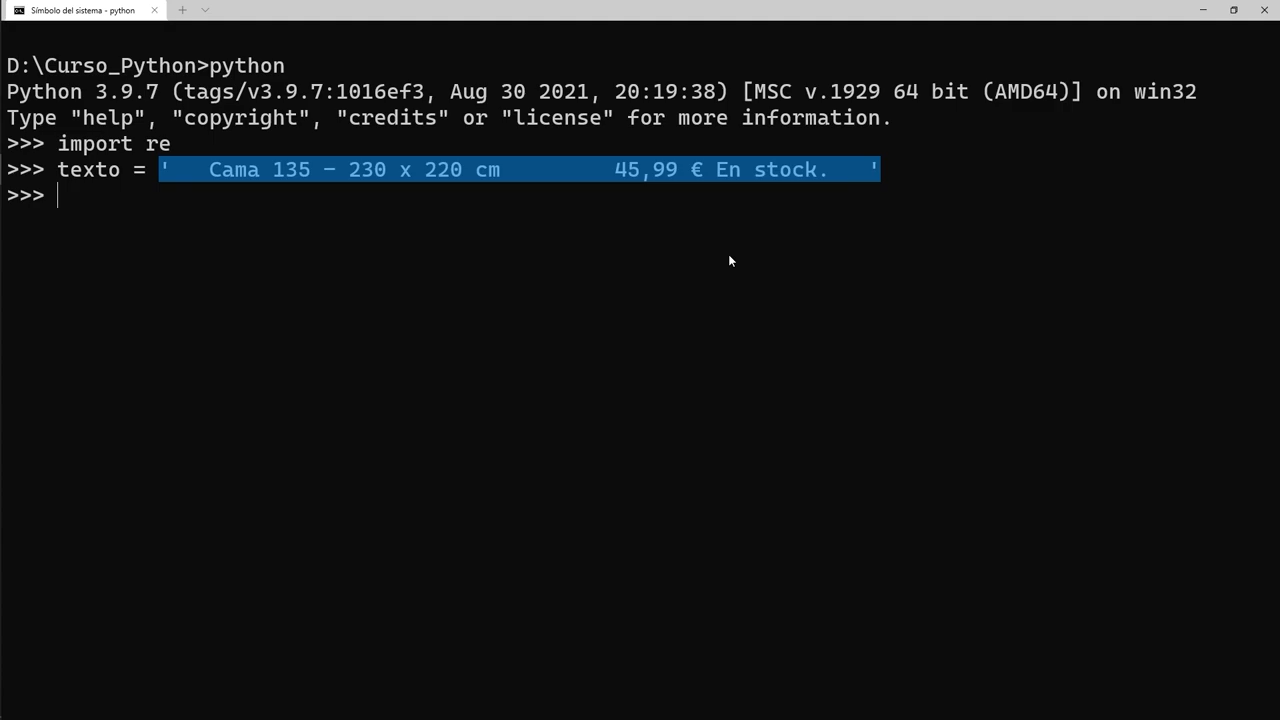 Símbolo del sistema - python
D:\Curso_Python>python
Python 3.9.7 (tags/v3.9.7:1016ef3, Aug 30 2021, 20:19:38) [MSC v.1929 64 bit (AMD64)] on win32
Type "help", "copyright", "credits" or "license" for more information.
>>> import re
>>> texto = '   Cama 135 – 230 x 220 cm         45,99 € En stock.   '
>>>